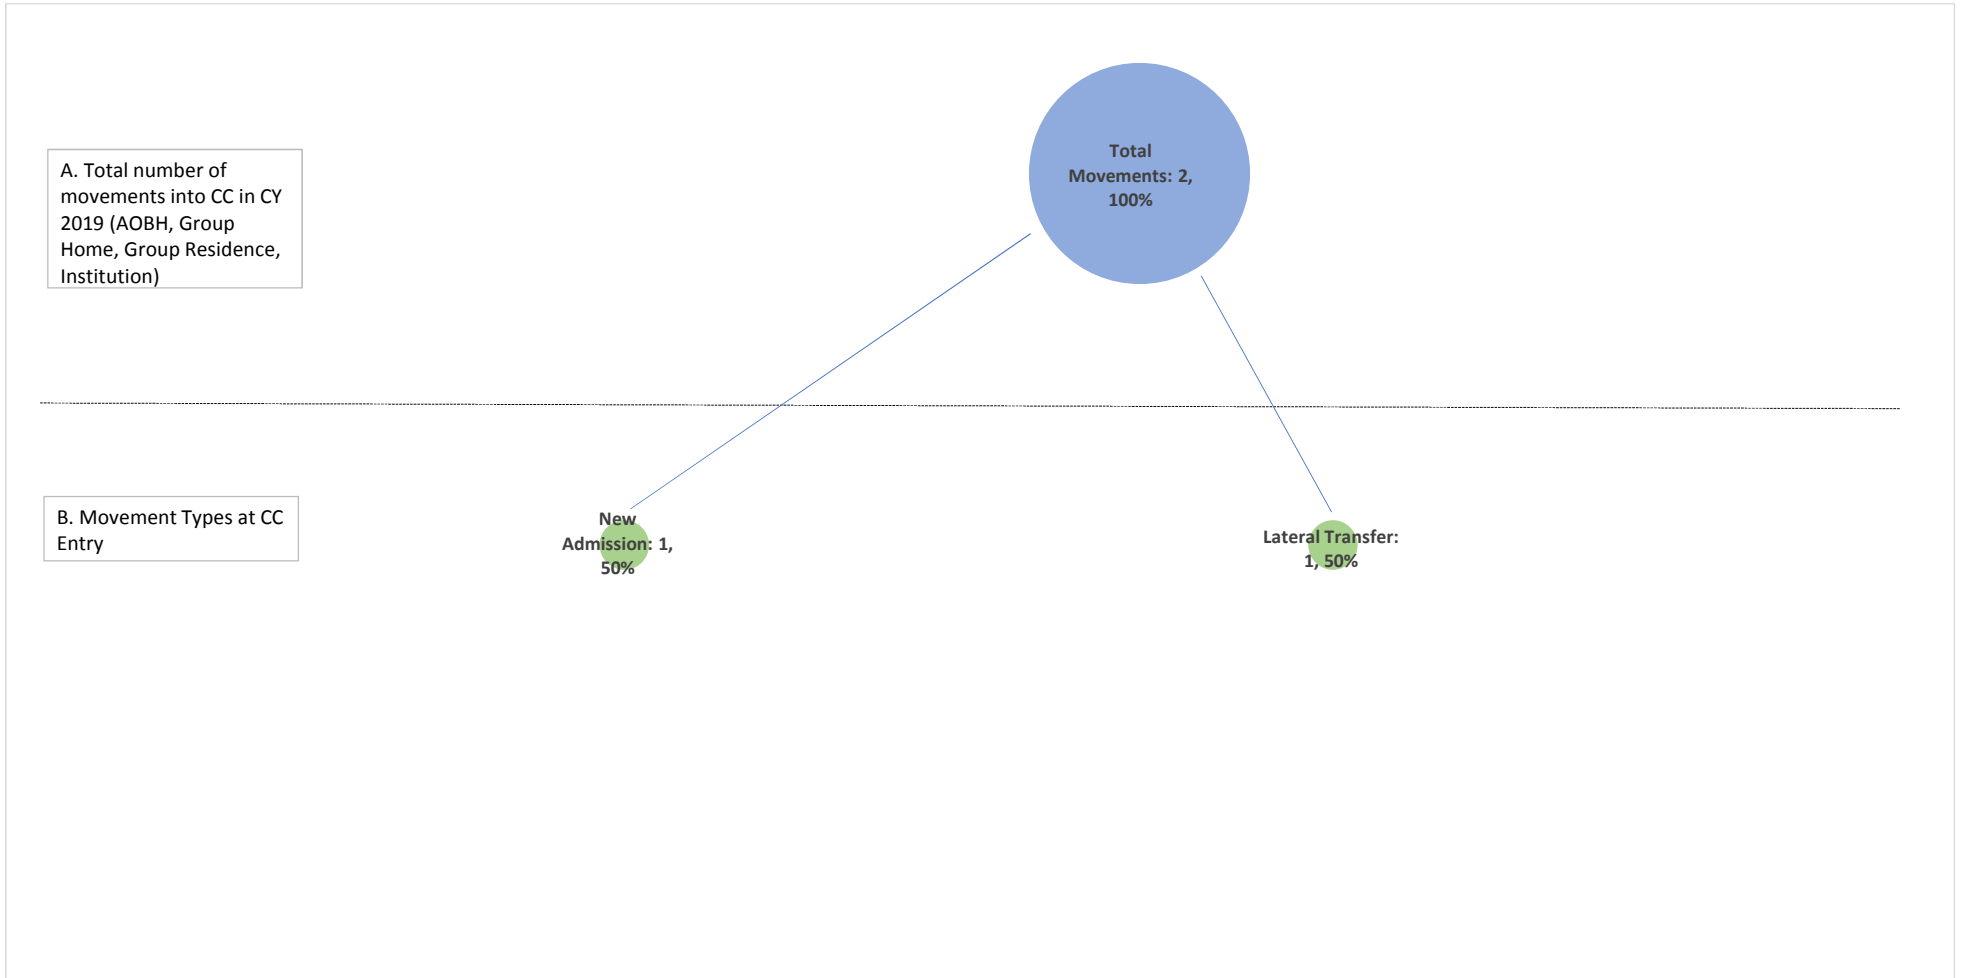 A. Total number of
movements into CC in CY
2019 (AOBH, Group
Home, Group Residence,
Institution)
Total
Movements: 2,
100%
B. Movement Types at CC
Entry
New
Admission: 1,
50%
Lateral Transfer:
1, 50%